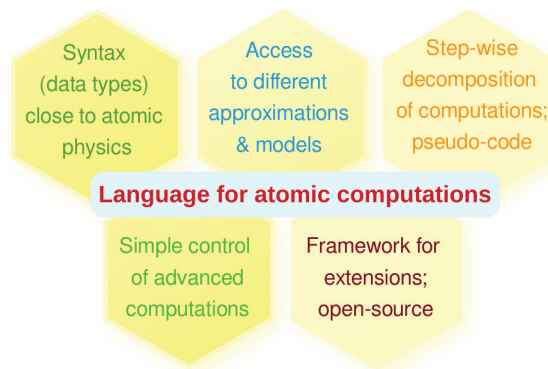 Syntax
(data types)
close to atomic
physics
Access
to different
approximations
& models
Step-wise
decomposition
of computations;
pseudo-code
Language for atomic computations
Simple control
of advanced
computations
Framework for
extensions;
open-source